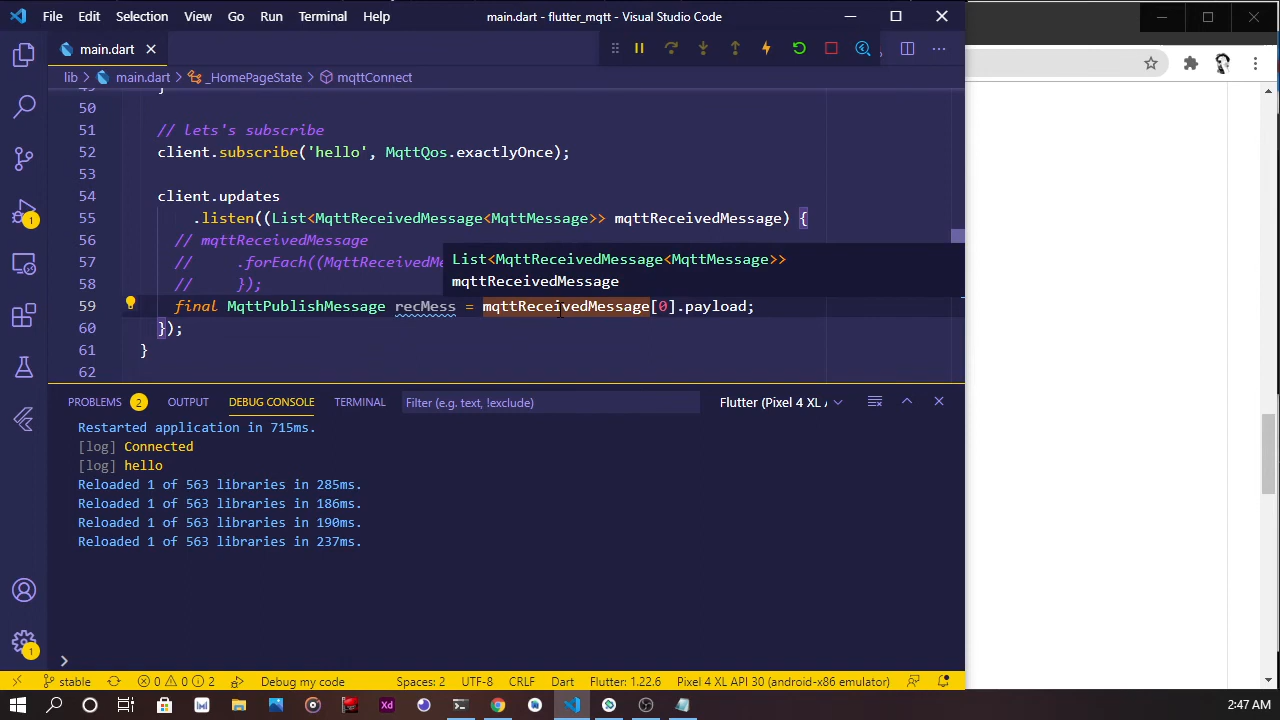 File Edit Selection View Go Run Terminal Help main.dart - flutter_mqtt - Visual Studio Code
main.dart
lib > main.dart > _HomePageState > mqttConnect
49 }
50
51 // lets's subscribe
52 client.subscribe('hello', MqttQos.exactlyOnce);
53
54 client.updates
55 .listen((List<MqttReceivedMessage<MqttMessage>> mqttReceivedMessage) {
56 // mqttReceivedMessage
57 // .forEach((MqttReceivedMe
58 // });
List<MqttReceivedMessage<MqttMessage>>
mqttReceivedMessage
59 final MqttPublishMessage recMess = mqttReceivedMessage[0].payload;
60 });
61 }
62
PROBLEMS 2 OUTPUT DEBUG CONSOLE TERMINAL Filter (e.g. text, !exclude) Flutter (Pixel 4 XL /
Restarted application in 715ms.
[log] Connected
[log] hello
Reloaded 1 of 563 libraries in 285ms.
Reloaded 1 of 563 libraries in 186ms.
Reloaded 1 of 563 libraries in 190ms.
Reloaded 1 of 563 libraries in 237ms.
1
1
stable 0 0 2 Debug my code Spaces: 2 UTF-8 CRLF Dart Flutter: 1.22.6 Pixel 4 XL API 30 (android-x86 emulator)
Xd 2:47 AM